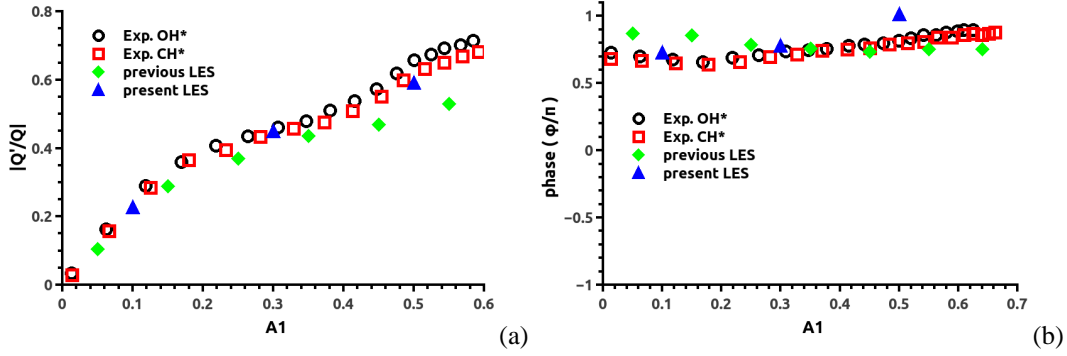 0.8
0.6
0.4
0.2
0
|Q'/Q|
Exp. OH*
Exp. CH*
previous LES
present LES
0 0.1 0.2 0.3 0.4 0.5 0.6
A1
(a)
1
0.5
0
−0.5
−1
phase ( φ/π )
Exp. OH*
Exp. CH*
previous LES
present LES
0 0.1 0.2 0.3 0.4 0.5 0.6 0.7
A1
(b)